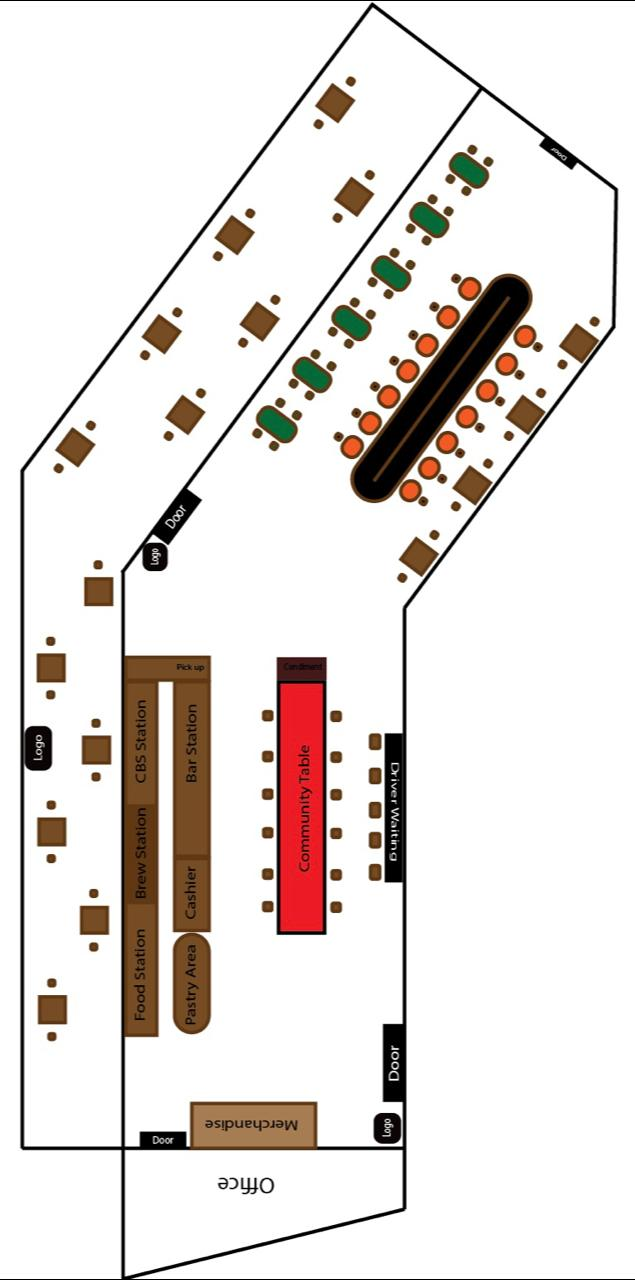 Door
Door
Logo
Pick up
Condiment
CBS Station
Bar Station
Logo
Brew Station
Community Table
Driver Waiting
Cashier
Food Station
Pastry Area
Door
Merchandise
Logo
Door
Office